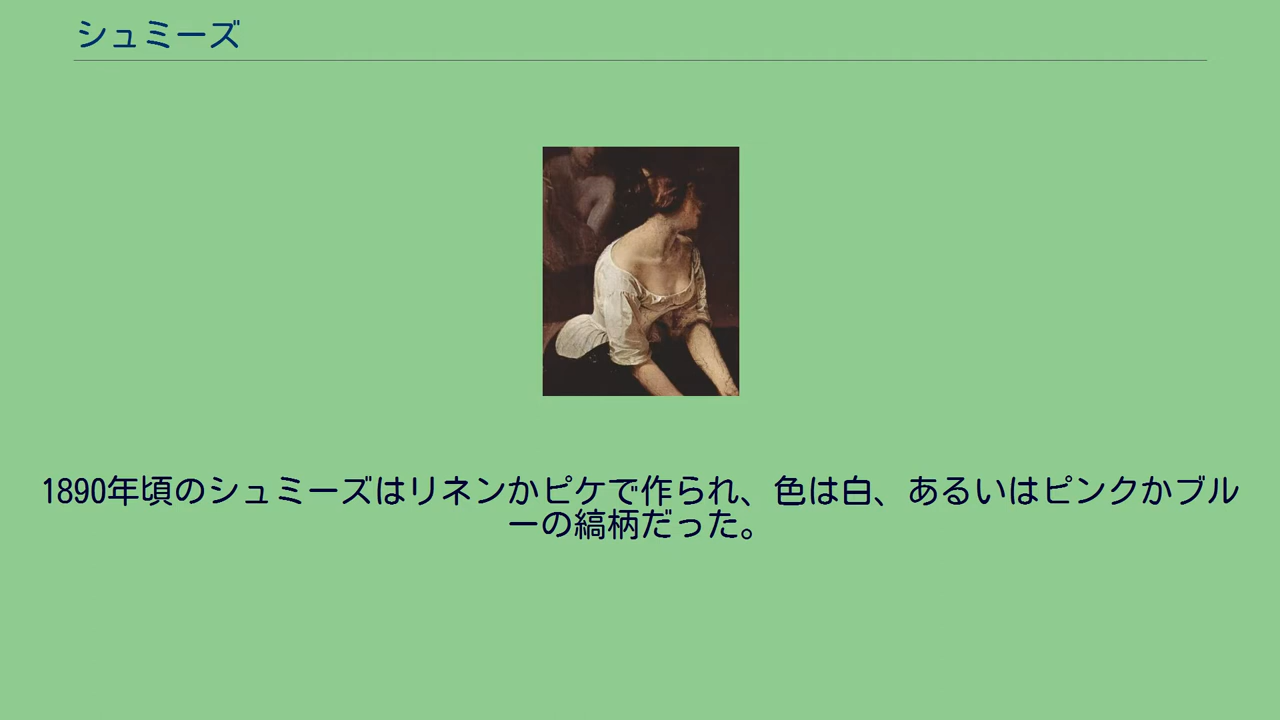 シュミーズ
1890年頃のシュミーズはリネンかピケで作られ、色は白、あるいはピンクかブル
ーの縞柄だった。